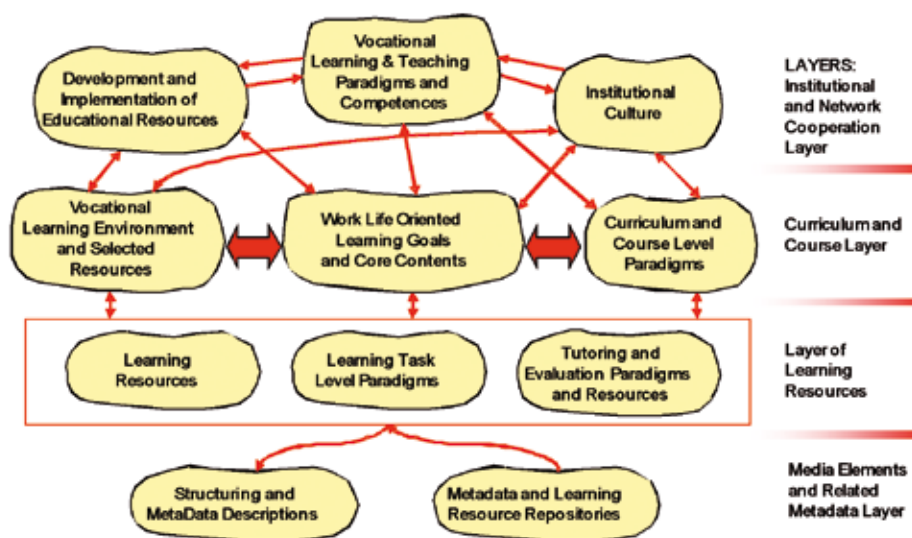 Development and
Implementation of
Educational Resources
Vocational
Learning & Teaching
Paradigms and
Competences
Institutional
Culture
LAYERS:
Institutional
and Network
Cooperation
Layer
Vocational
Learning Environment
and Selected
Resources
Work Life Oriented
Learning Goals
and Core Contents
Curriculum and
Course Level
Paradigms
Curriculum and
Course Layer
Learning
Resources
Learning Task
Level Paradigms
Tutoring and
Evaluation Paradigms
and Resources
Layer of
Learning
Resources
Structuring and
MetaData Descriptions
Metadata and Learning
Resource Repositories
Media Elements
and Related
Metadata Layer